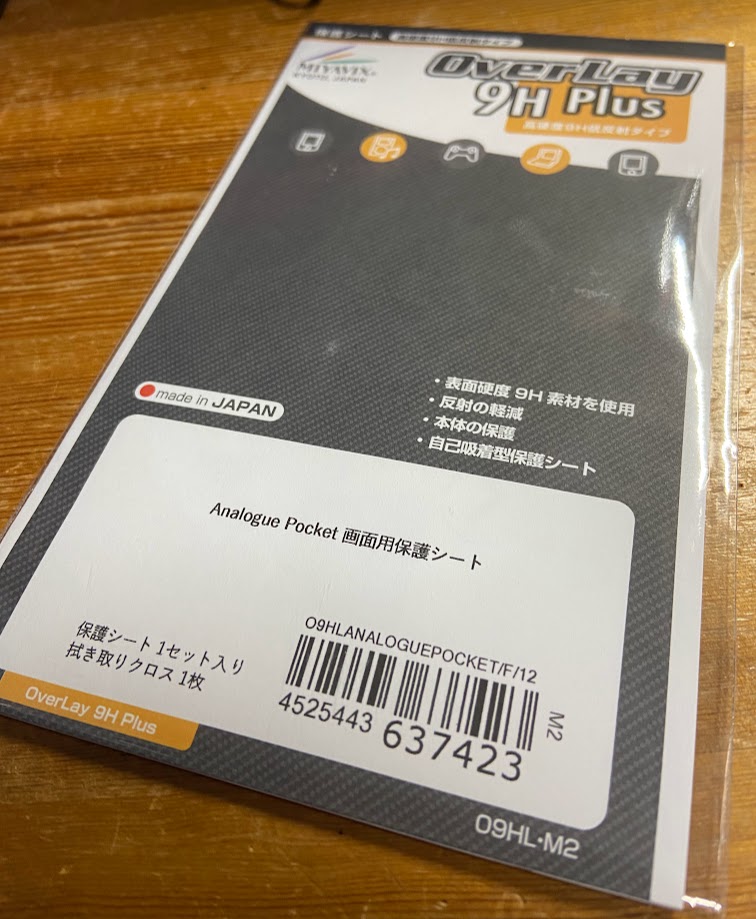 保護シート
MIYAVIX®
KYOTO, JAPAN
OverLay
9H Plus
高硬度9H低反射タイプ
made in JAPAN
・表面硬度 9H 素材を使用
・反射の軽減
・本体の保護
・自己吸着型保護シート
Analogue Pocket 画面用保護シート
保護シート 1セット入り
拭き取りクロス 1枚
O9HLANALOGUEPOCKET/F/12
4525443 637423
M2
OverLay 9H Plus
O9HL・M2